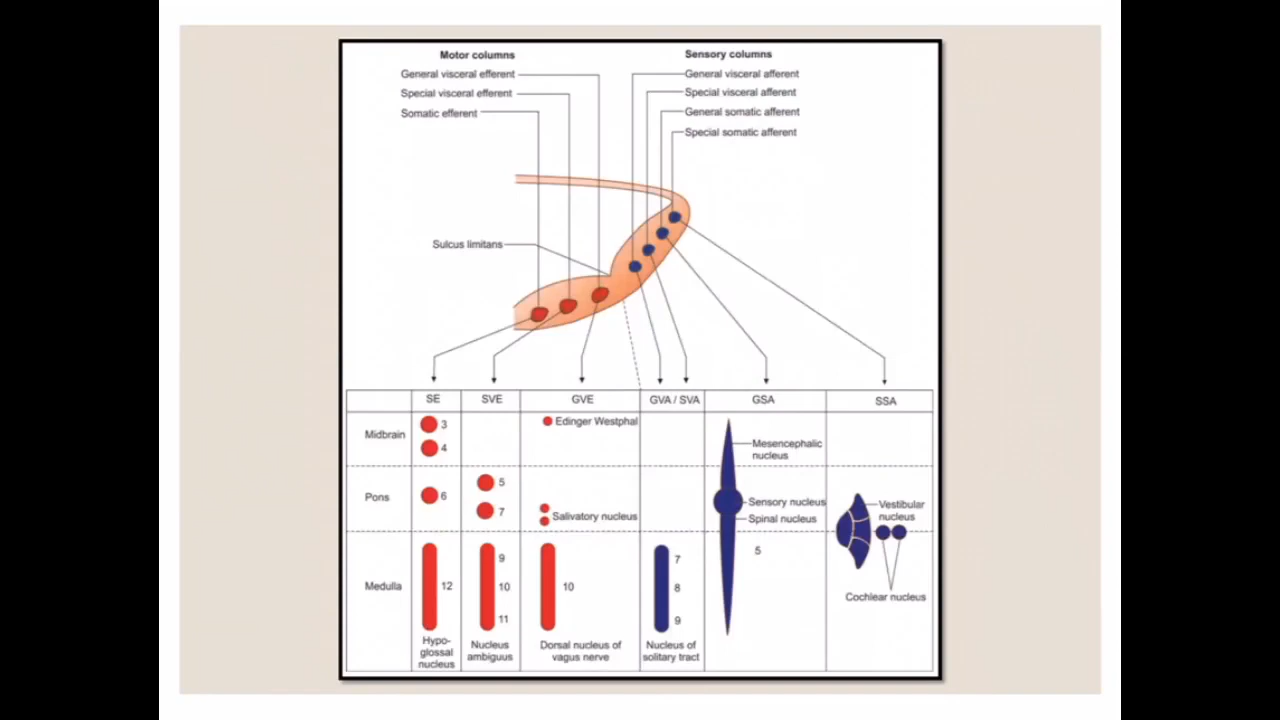 Motor columns
General visceral efferent
Special visceral efferent
Somatic efferent
Sensory columns
General visceral afferent
Special visceral afferent
General somatic afferent
Special somatic afferent
Sulcus limitans
SE SVE GVE GVA / SVA GSA SSA
Midbrain
3
4
Edinger Westphal
Mesencephalic
nucleus
Pons
6
5
7
Salivatory nucleus
Sensory nucleus
Spinal nucleus
Vestibular
nucleus
Medulla
12
Hypo-
glossal
nucleus
9
10
11
Nucleus
ambiguus
10
Dorsal nucleus of
vagus nerve
7
8
9
Nucleus of
solitary tract
5
Cochlear nucleus